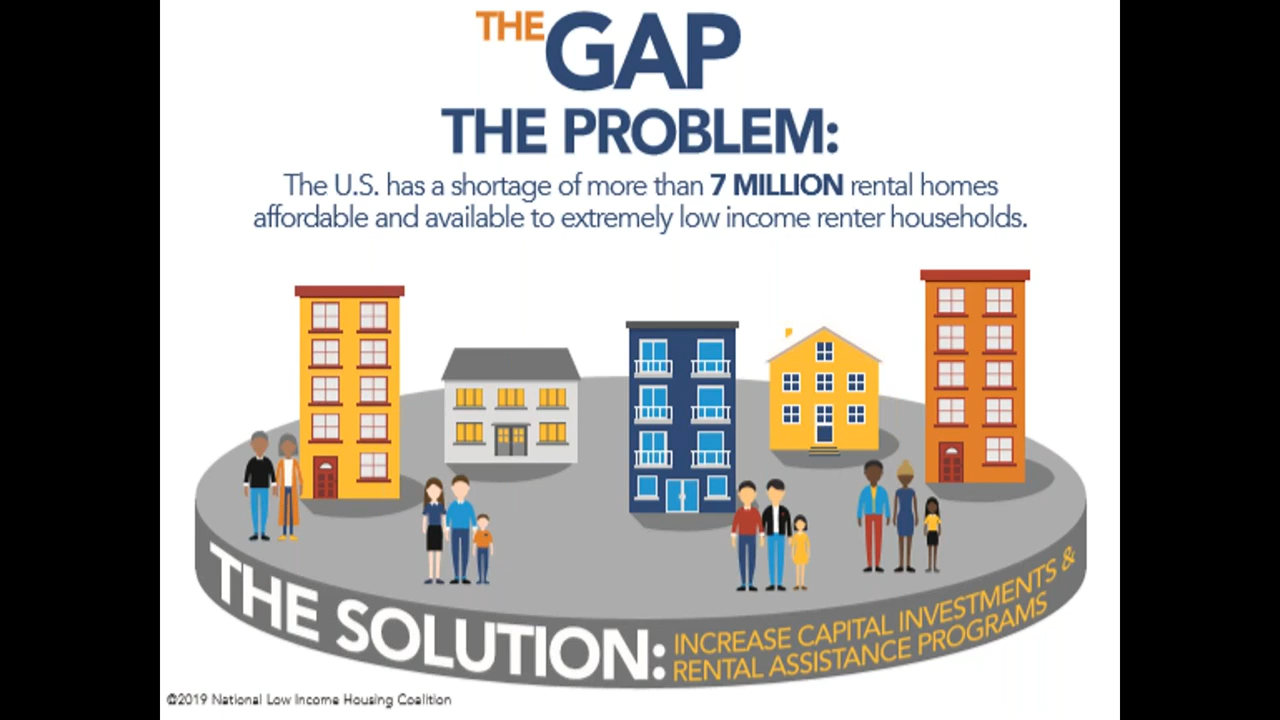 THE GAP
THE PROBLEM:
The U.S. has a shortage of more than 7 MILLION rental homes
affordable and available to extremely low income renter households.
THE SOLUTION:
INCREASE CAPITAL INVESTMENTS &
RENTAL ASSISTANCE PROGRAMS
©2019 National Low Income Housing Coalition